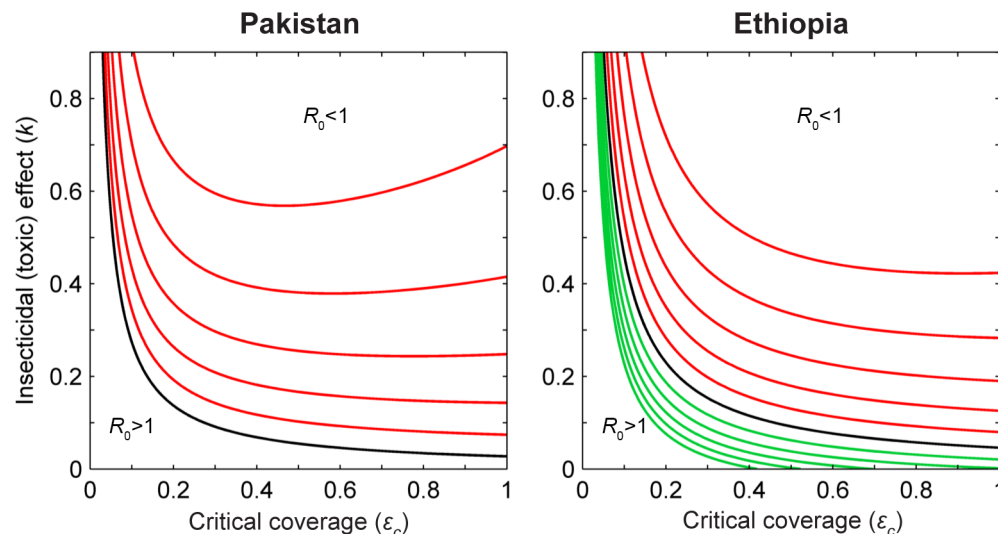 Pakistan
Ethiopia
Insecticidal (toxic) effect (k)
0.8
0.6
0.4
0.2
0
R₀<1
R₀>1
0 0.2 0.4 0.6 0.8 1
Critical coverage (ε꜀)
0.8
0.6
0.4
0.2
0
R₀<1
R₀>1
0 0.2 0.4 0.6 0.8 1
Critical coverage (ε꜀)